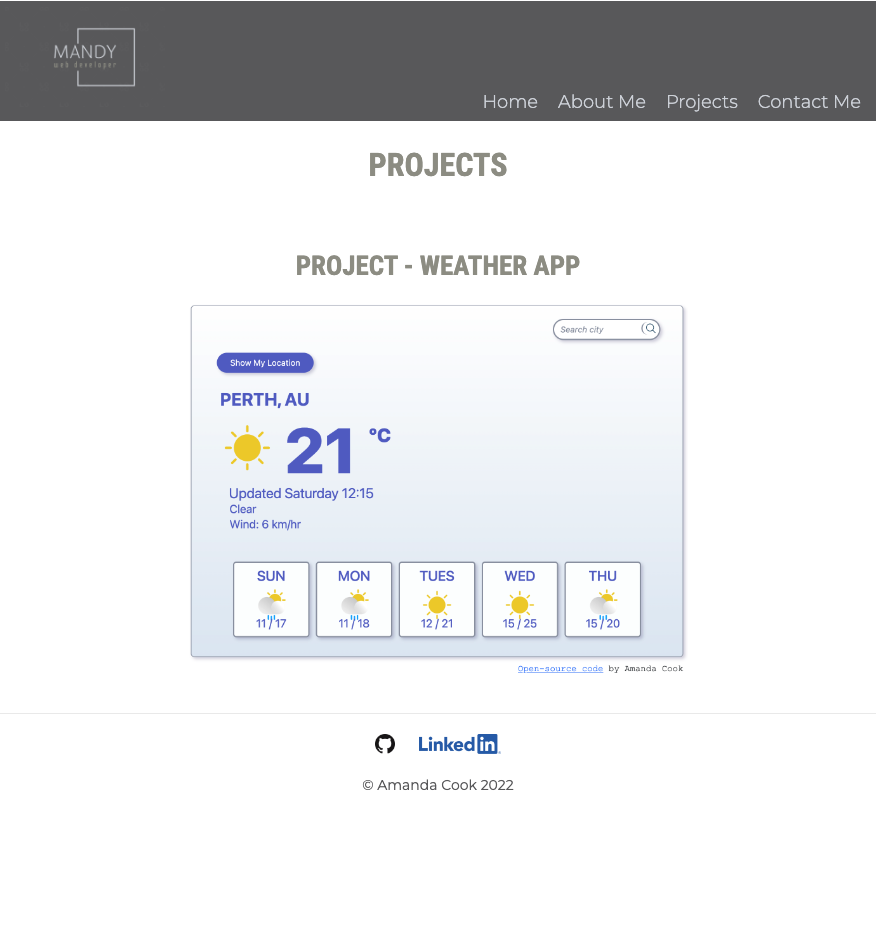 MANDY
web developer
Home About Me Projects Contact Me
PROJECTS
PROJECT - WEATHER APP
Search city
Show My Location
PERTH, AU
21 °C
Updated Saturday 12:15
Clear
Wind: 6 km/hr
SUN MON TUES WED THU
11 / 17 11 / 18 12 / 21 15 / 25 15 / 20
Open-source code by Amanda Cook
Linked in
© Amanda Cook 2022